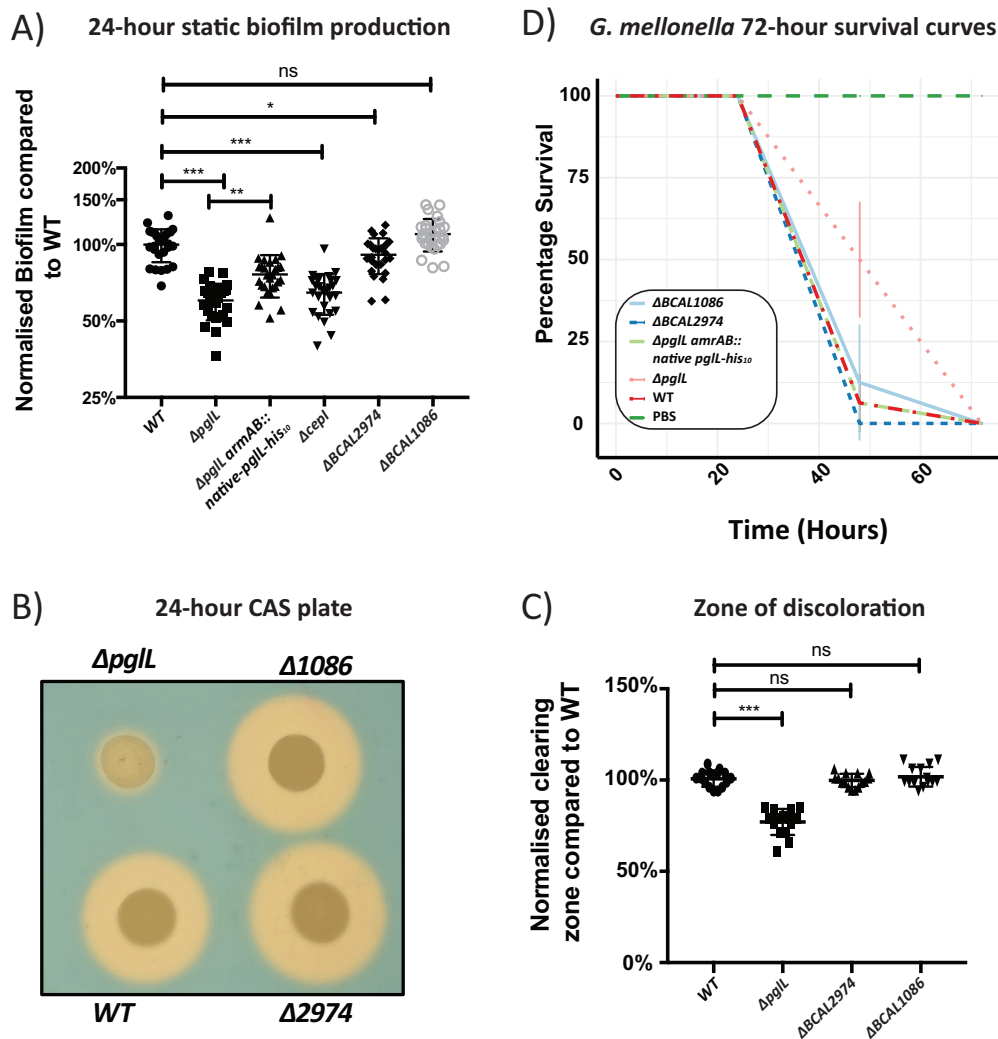 A) 24-hour static biofilm production
ns
*
***
***
**
Normalised Biofilm compared
to WT
200%
150%
100%
50%
25%
WT
ΔpglL
ΔpglL armAB::
native-pglL-his₁₀
ΔcepI
ΔBCAL2974
ΔBCAL1086
D) G. mellonella 72-hour survival curves
Percentage Survival
100
75
50
25
0
ΔBCAL1086
ΔBCAL2974
ΔpglL amrAB::
native pglL-his₁₀
ΔpglL
WT
PBS
0
20
40
60
Time (Hours)
B) 24-hour CAS plate
ΔpglL Δ1086
WT Δ2974
C) Zone of discoloration
ns
ns
***
Normalised clearing
zone compared to WT
150%
100%
50%
0%
WT
ΔpglL
ΔBCAL2974
ΔBCAL1086